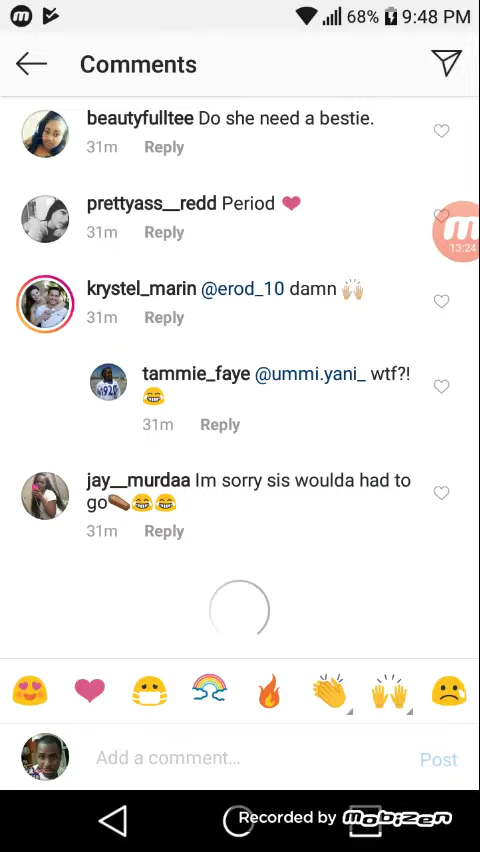 68% 9:48 PM
Comments
beautyfulltee Do she need a bestie.
31m Reply
prettyass__redd Period ❤
31m Reply
13:24
krystel_marin @erod_10 damn 🙌🏼
31m Reply
tammie_faye @ummi.yani_ wtf?!
😂
31m Reply
jay__murdaa Im sorry sis woulda had to
go⚰😂😂
31m Reply
Add a comment... Post
Recorded by mobizen